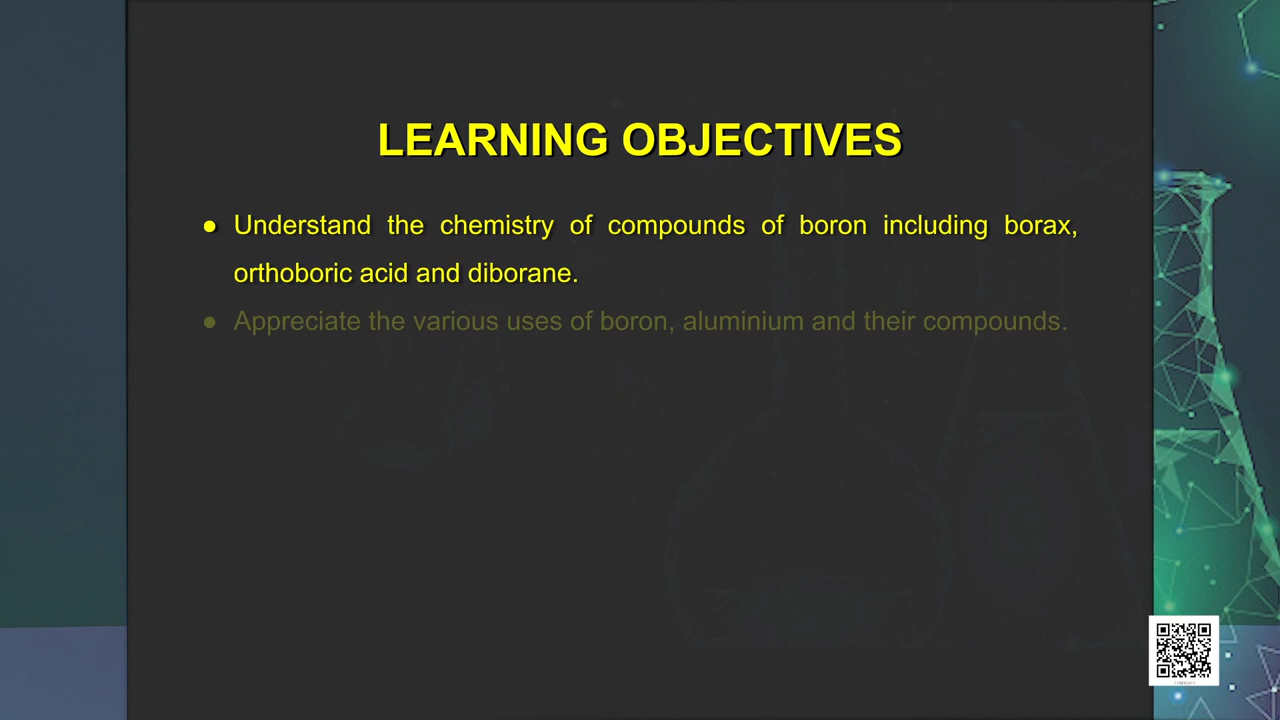 LEARNING OBJECTIVES
● Understand the chemistry of compounds of boron including borax,
orthoboric acid and diborane.
● Appreciate the various uses of boron, aluminium and their compounds.